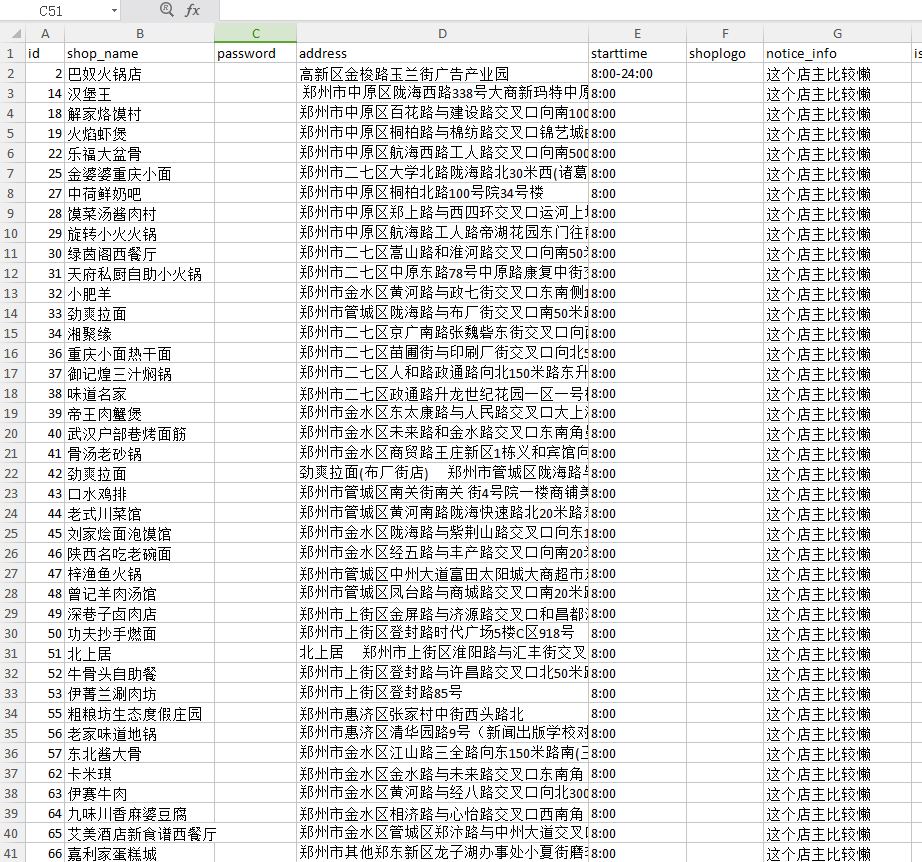 C51 fx
A B C D E F G
1 id shop_name password address starttime shoplogo notice_info is
2 2 巴奴火锅店 高新区金梭路玉兰街广告产业园 8:00-24:00 这个店主比较懒
3 14 汉堡王 郑州市中原区陇海西路338号大商新玛特中原 8:00 这个店主比较懒
4 18 解家烙馍村 郑州市中原区百花路与建设路交叉口向南100 8:00 这个店主比较懒
5 19 火焰虾煲 郑州市中原区桐柏路与棉纺路交叉口锦艺城 8:00 这个店主比较懒
6 22 乐福大盆骨 郑州市中原区航海西路工人路交叉口向南500 8:00 这个店主比较懒
7 25 金婆婆重庆小面 郑州市二七区大学北路陇海路北30米西(诸葛 8:00 这个店主比较懒
8 27 中荷鲜奶吧 郑州市中原区桐柏北路100号院34号楼 8:00 这个店主比较懒
9 28 馍菜汤酱肉村 郑州市中原区郑上路与西四环交叉口运河上 8:00 这个店主比较懒
10 29 旋转小火火锅 郑州市中原区航海路工人路帝湖花园东门往 8:00 这个店主比较懒
11 30 绿茵阁西餐厅 郑州市二七区嵩山路和淮河路交叉口向南50 8:00 这个店主比较懒
12 31 天府私厨自助小火锅 郑州市二七区中原东路78号中原路康复中街 8:00 这个店主比较懒
13 32 小肥羊 郑州市金水区黄河路与政七街交叉口东南侧 8:00 这个店主比较懒
14 33 劲爽拉面 郑州市管城区陇海路与布厂街交叉口南50米 8:00 这个店主比较懒
15 34 湘聚缘 郑州市二七区京广南路张魏砦东街交叉口向 8:00 这个店主比较懒
16 36 重庆小面热干面 郑州市二七区苗圃街与印刷厂街交叉口向北5 8:00 这个店主比较懒
17 37 御记煌三汁焖锅 郑州市二七区人和路政通路向北150米路东升 8:00 这个店主比较懒
18 38 味道名家 郑州市二七区政通路升龙世纪花园一区一号 8:00 这个店主比较懒
19 39 帝王肉蟹煲 郑州市金水区东太康路与人民路交叉口大上 8:00 这个店主比较懒
20 40 武汉户部巷烤面筋 郑州市金水区未来路和金水路交叉口东南角 8:00 这个店主比较懒
21 41 骨汤老砂锅 郑州市金水区商贸路王庄新区1栋义和宾馆向 8:00 这个店主比较懒
22 42 劲爽拉面 劲爽拉面(布厂街店) 郑州市管城区陇海路 8:00 这个店主比较懒
23 43 口水鸡排 郑州市管城区南关街南关 街4号院一楼商铺 8:00 这个店主比较懒
24 44 老式川菜馆 郑州市管城区黄河南路陇海快速路北20米路 8:00 这个店主比较懒
25 45 刘家烩面泡馍馆 郑州市金水区陇海路与紫荆山路交叉口向东1 8:00 这个店主比较懒
26 46 陕西名吃老碗面 郑州市金水区经五路与丰产路交叉口向南20 8:00 这个店主比较懒
27 47 梓渔鱼火锅 郑州市管城区中州大道富田太阳城大商超市 8:00 这个店主比较懒
28 48 曾记羊肉汤馆 郑州市管城区凤台路与商城路交叉口南20米 8:00 这个店主比较懒
29 49 深巷子卤肉店 郑州市上街区金屏路与济源路交叉口和昌都 8:00 这个店主比较懒
30 50 功夫抄手燃面 郑州市上街区登封路时代广场5楼C区918号 8:00 这个店主比较懒
31 51 北上居 北上居 郑州市上街区淮阳路与汇丰街交叉 8:00 这个店主比较懒
32 52 牛骨头自助餐 郑州市上街区登封路与许昌路交叉口北50米 8:00 这个店主比较懒
33 53 伊菁兰涮肉坊 郑州市上街区登封路85号 8:00 这个店主比较懒
34 55 粗粮坊生态度假庄园 郑州市惠济区张家村中街西头路北 8:00 这个店主比较懒
35 56 老家味道地锅 郑州市惠济区清华园路9号（新闻出版学校对 8:00 这个店主比较懒
36 57 东北酱大骨 郑州市金水区江山路三全路向东150米路南(三 8:00 这个店主比较懒
37 62 卡米琪 郑州市金水区金水路与未来路交叉口东南角 8:00 这个店主比较懒
38 63 伊赛牛肉 郑州市金水区黄河路与经八路交叉口向北300 8:00 这个店主比较懒
39 64 九味川香麻婆豆腐 郑州市金水区相济路与心怡路交叉口西南角 8:00 这个店主比较懒
40 65 艾美酒店新食谱西餐厅 郑州市金水区管城区郑汴路与中州大道交叉 8:00 这个店主比较懒
41 66 嘉利家蛋糕城 郑州市其他郑东新区龙子湖办事处小夏街磨 8:00 这个店主比较懒